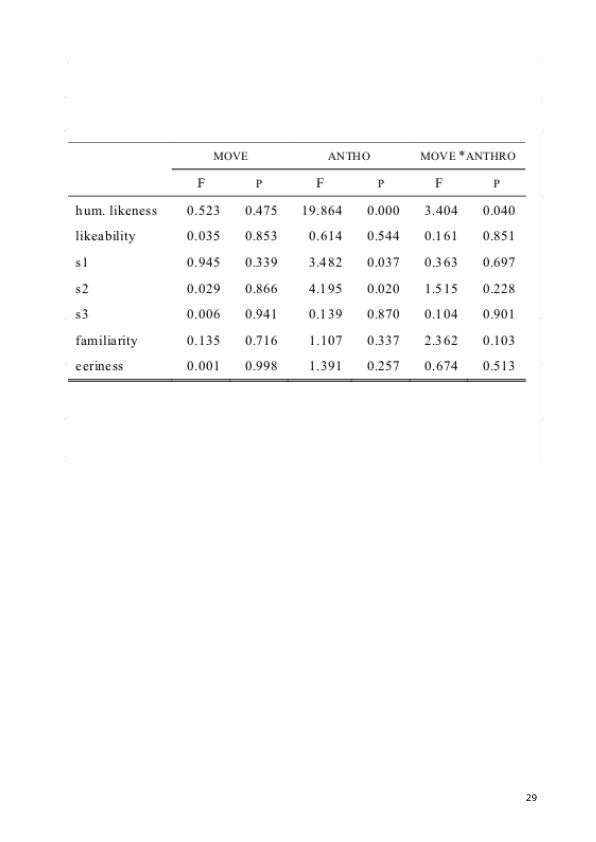 MOVE ANTHO MOVE *ANTHRO
F P F P F P
hum. likeness 0.523 0.475 19.864 0.000 3.404 0.040
likeability 0.035 0.853 0.614 0.544 0.161 0.851
s1 0.945 0.339 3.482 0.037 0.363 0.697
s2 0.029 0.866 4.195 0.020 1.515 0.228
s3 0.006 0.941 0.139 0.870 0.104 0.901
familiarity 0.135 0.716 1.107 0.337 2.362 0.103
eeriness 0.001 0.998 1.391 0.257 0.674 0.513
29